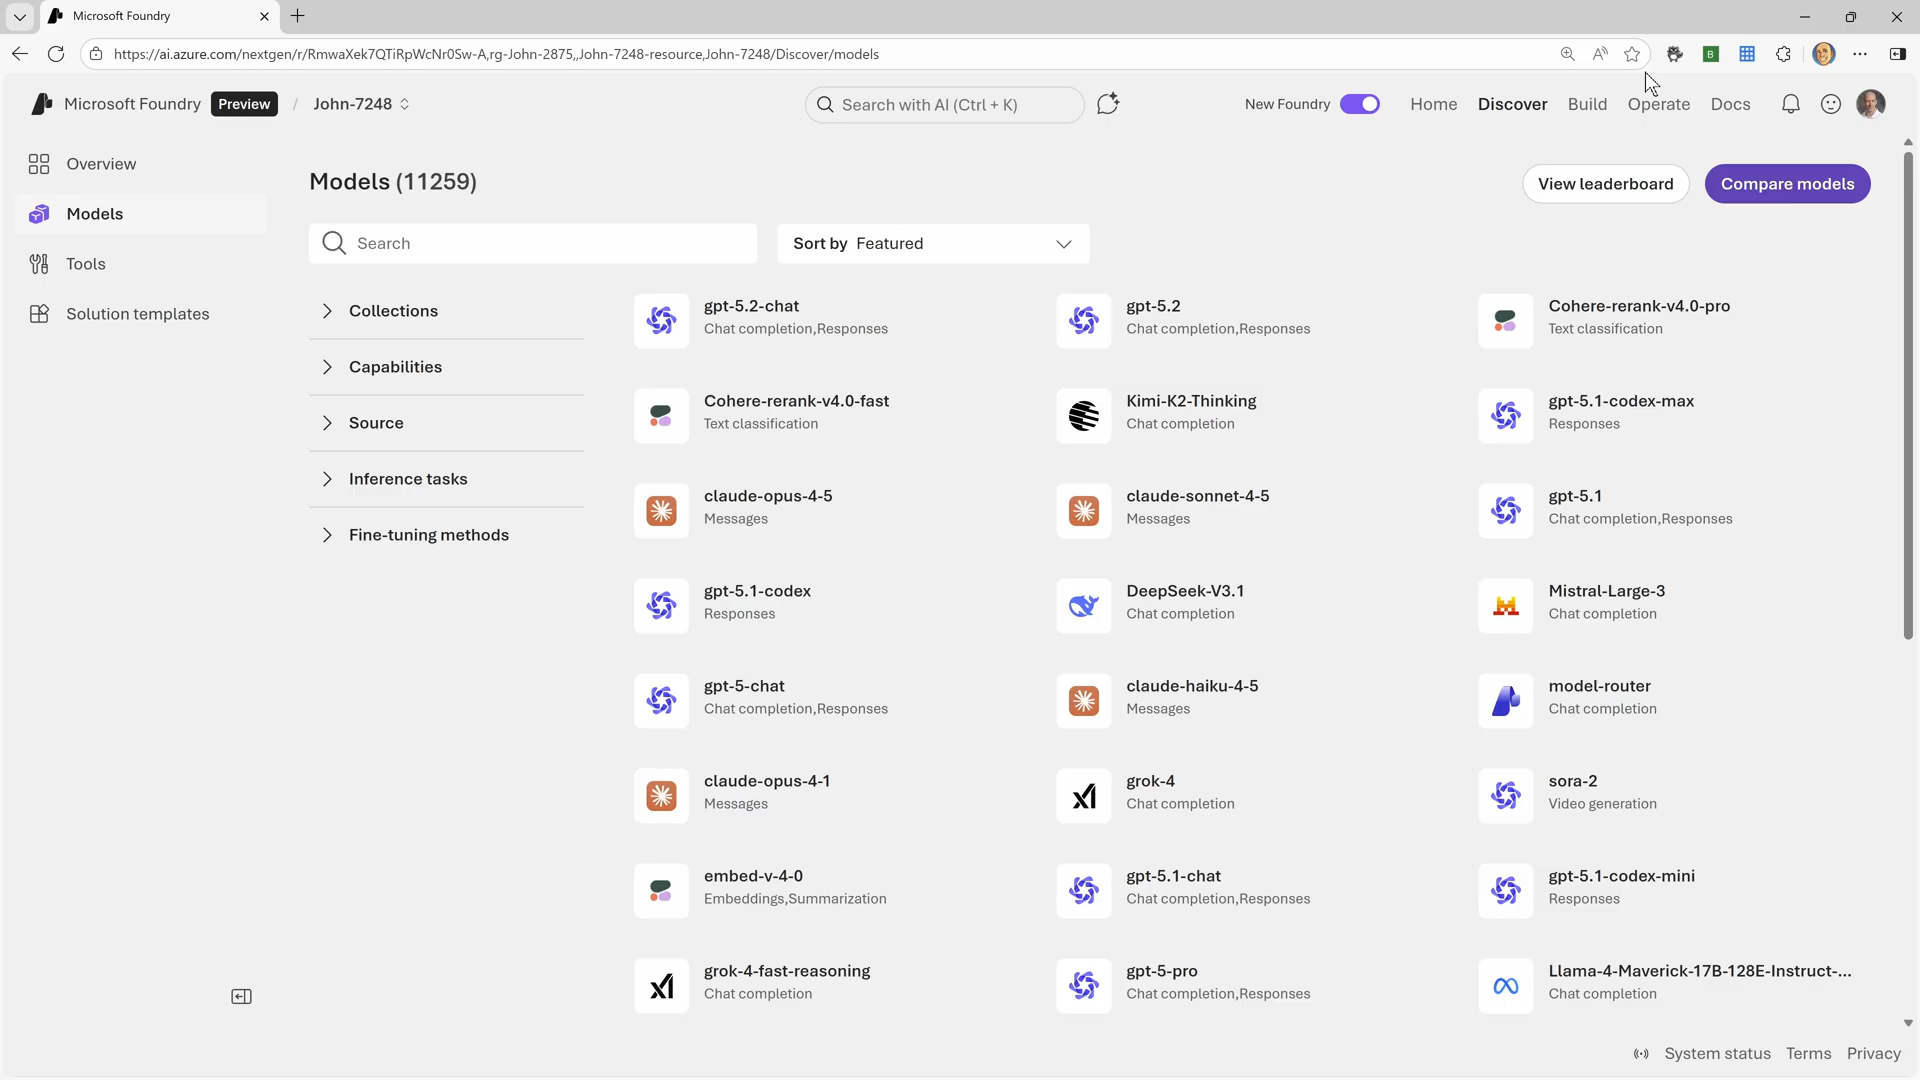 Microsoft Foundry
https://ai.azure.com/nextgen/r/RmwaXek7QTiRpWcNr0Sw-A,rg-John-2875,,John-7248-resource,John-7248/Discover/models
B
Microsoft Foundry Preview / John-7248
Search with AI (Ctrl + K)
New Foundry
Home Discover Build Operate Docs
Overview
Models
Tools
Solution templates
Models (11259)
View leaderboard
Compare models
Search
Sort by Featured
Collections
Capabilities
Source
Inference tasks
Fine-tuning methods
gpt-5.2-chat
Chat completion,Responses
gpt-5.2
Chat completion,Responses
Cohere-rerank-v4.0-pro
Text classification
Cohere-rerank-v4.0-fast
Text classification
Kimi-K2-Thinking
Chat completion
gpt-5.1-codex-max
Responses
claude-opus-4-5
Messages
claude-sonnet-4-5
Messages
gpt-5.1
Chat completion,Responses
gpt-5.1-codex
Responses
DeepSeek-V3.1
Chat completion
Mistral-Large-3
Chat completion
gpt-5-chat
Chat completion,Responses
claude-haiku-4-5
Messages
model-router
Chat completion
claude-opus-4-1
Messages
grok-4
Chat completion
sora-2
Video generation
embed-v-4-0
Embeddings,Summarization
gpt-5.1-chat
Chat completion,Responses
gpt-5.1-codex-mini
Responses
grok-4-fast-reasoning
Chat completion
gpt-5-pro
Chat completion,Responses
Llama-4-Maverick-17B-128E-Instruct-...
Chat completion
System status Terms Privacy